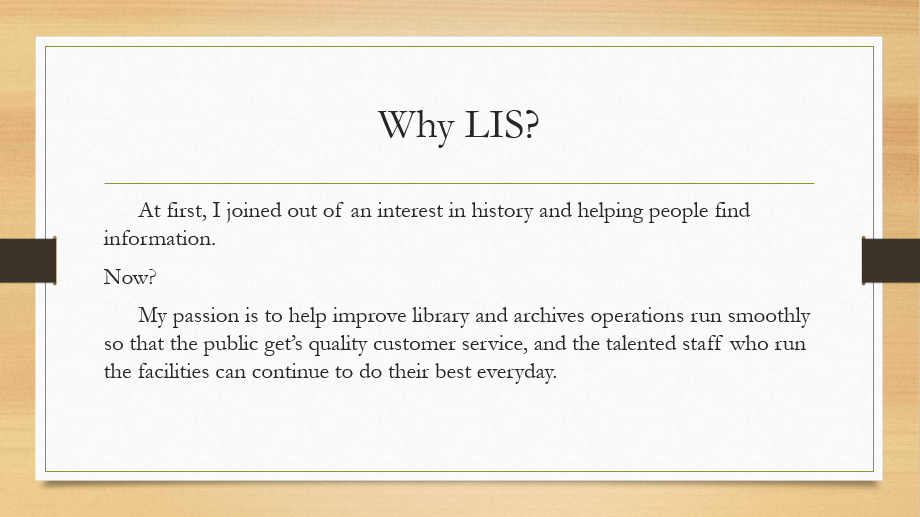 Why LIS?
At first, I joined out of an interest in history and helping people find
information.
Now?
My passion is to help improve library and archives operations run smoothly
so that the public get’s quality customer service, and the talented staff who run
the facilities can continue to do their best everyday.